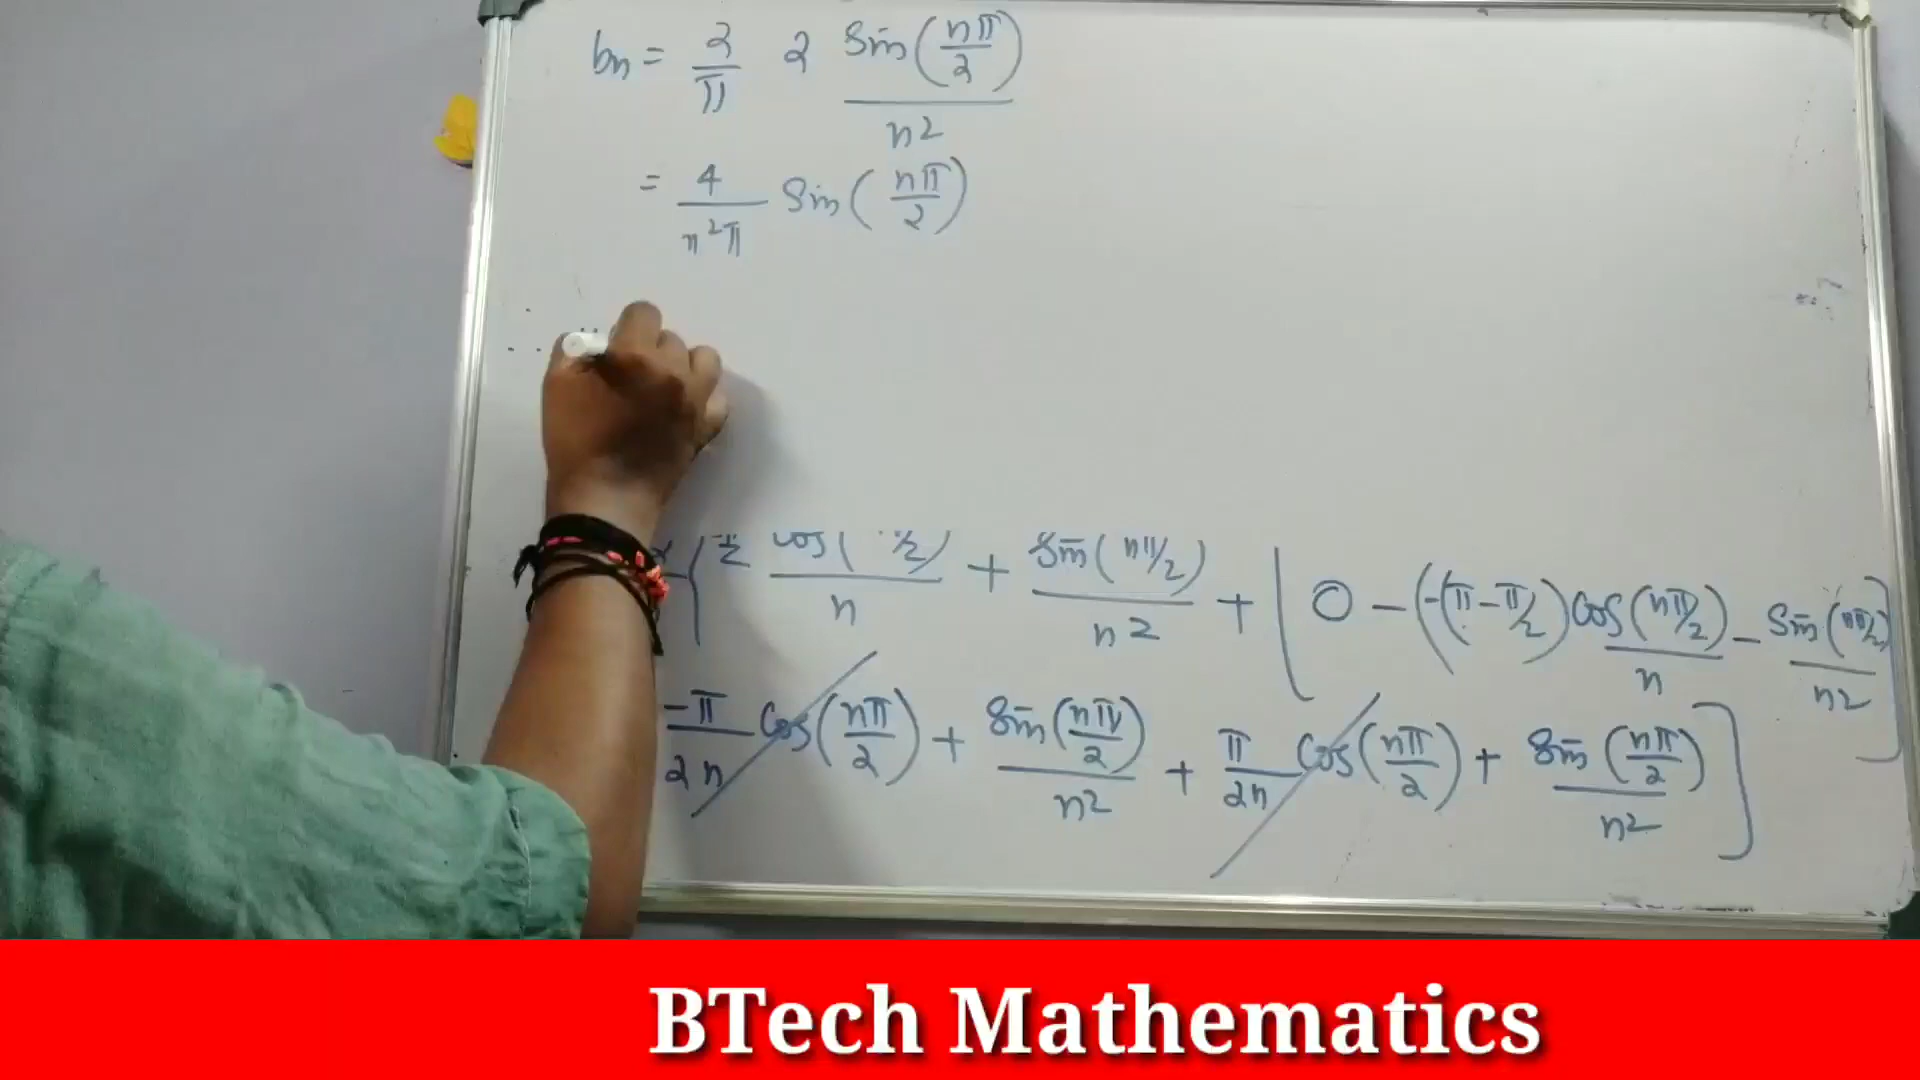 bn = 2/π 2 Sin(nπ/2)/n2
= 4/n²π Sin(nπ/2)
π/2 cos( π/2)/n + Sin(nπ/2)/n2 + [0 - (-(π-π/2) cos(nπ/2)/n - Sin(nπ/2)/n2]
-π/2n cos(nπ/2) + Sin(nπ/2)/n2 + π/2n cos(nπ/2) + Sin(nπ/2)/n2]
BTech Mathematics